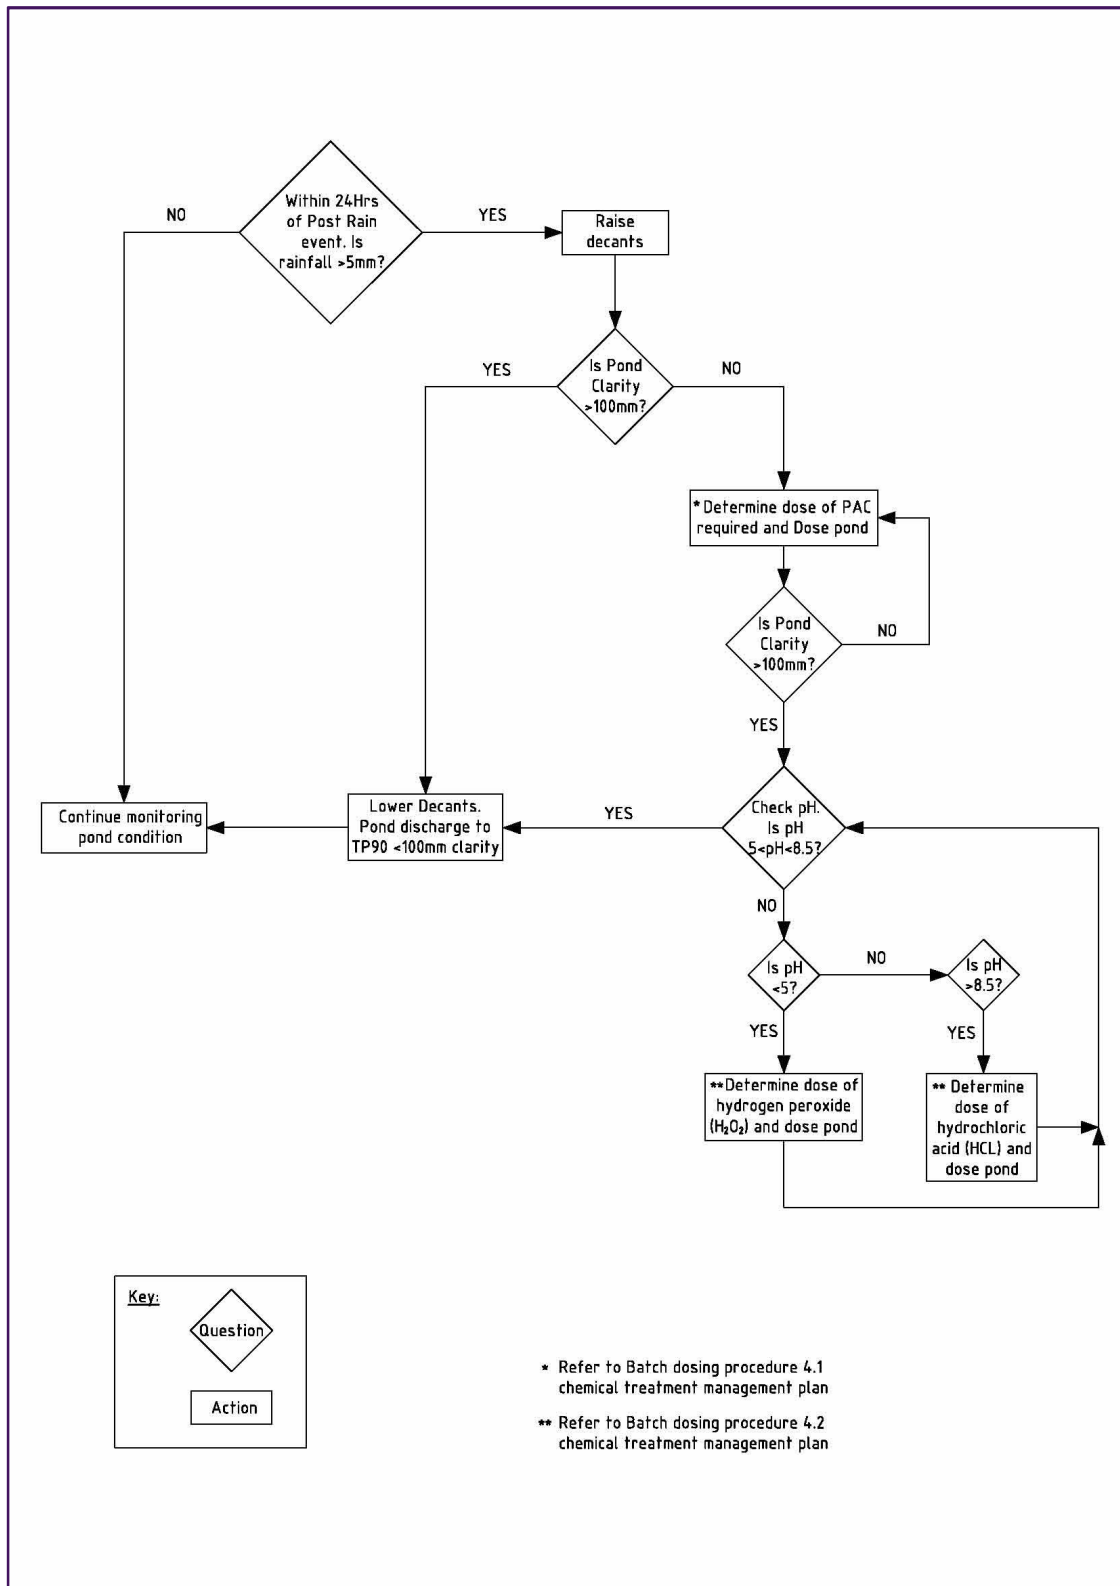 Within 24Hrs
of Post Rain
event. Is
rainfall >5mm?
NO
YES
Raise
decants
Is Pond
Clarity
>100mm?
YES
NO
* Determine dose of PAC
required and Dose pond
Is Pond
Clarity
>100mm?
NO
YES
Check pH.
Is pH
5<pH<8.5?
YES
Lower Decants.
Pond discharge to
TP90 <100mm clarity
Continue monitoring
pond condition
NO
Is pH
<5?
NO
Is pH
>8.5?
YES
YES
**Determine dose of
hydrogen peroxide
(H₂O₂) and dose pond
** Determine
dose of
hydrochloric
acid (HCL) and
dose pond
Key:
Question
Action
* Refer to Batch dosing procedure 4.1
chemical treatment management plan
** Refer to Batch dosing procedure 4.2
chemical treatment management plan